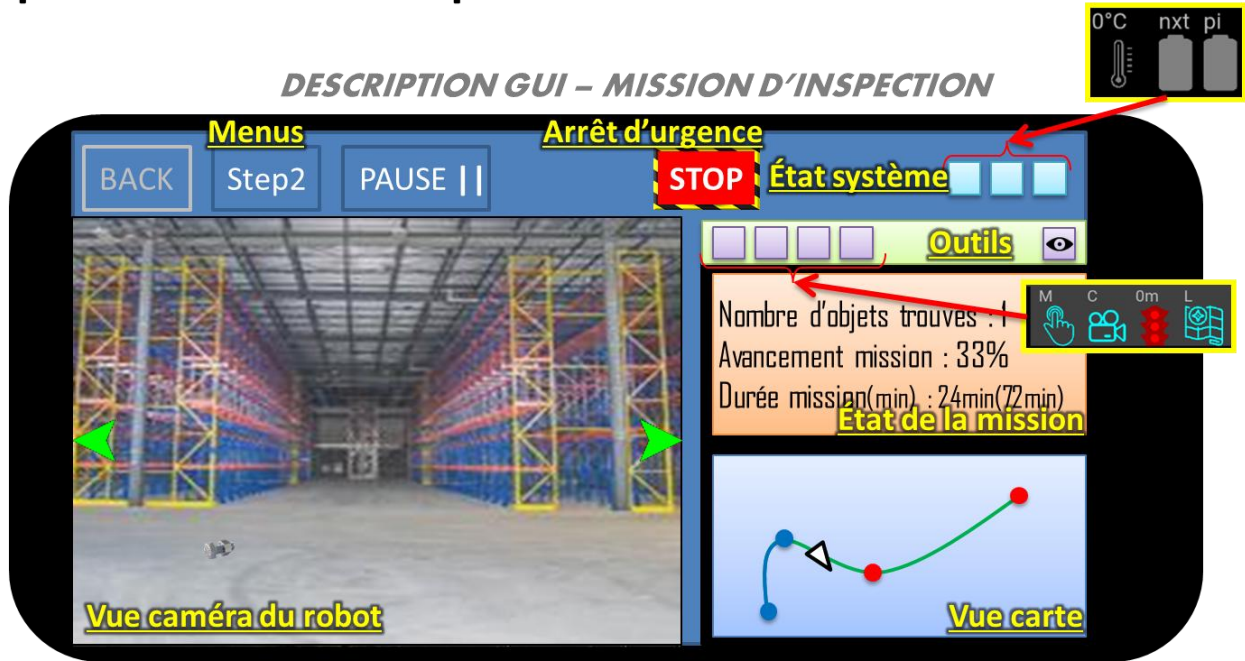 0°C nxt pi
DESCRIPTION GUI – MISSION D'INSPECTION
Menus
Arrêt d'urgence
BACK
Step2
PAUSE ||
STOP
État système
Outils
M C 0m L
Nombre d'objets trouves : 1
Avancement mission : 33%
Durée mission(min) : 24min(72min)
État de la mission
Vue caméra du robot
Vue carte